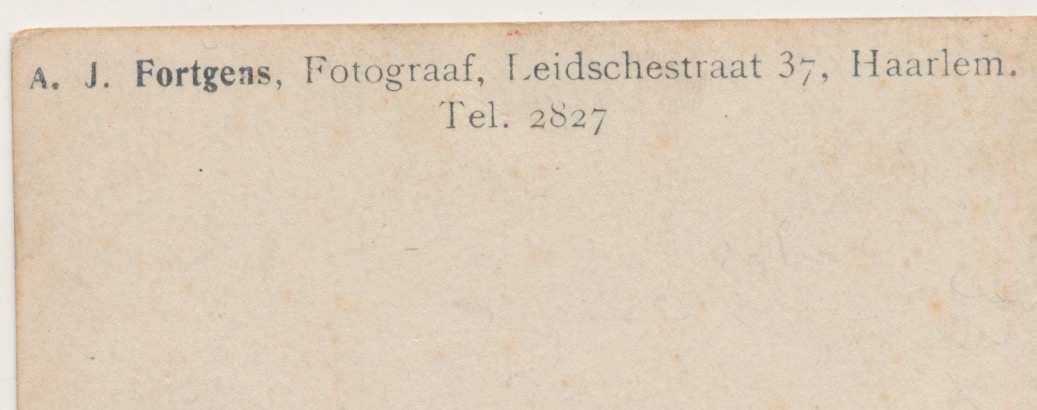 A. J. Fortgens, Fotograaf, Leidschestraat 37, Haarlem.
Tel. 2827